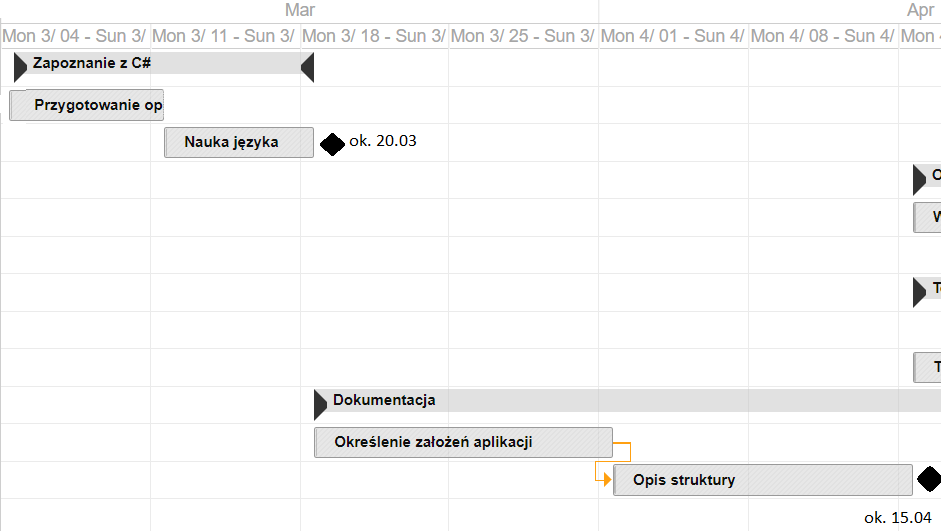 Mar Apr
Mon 3/ 04 - Sun 3/ Mon 3/ 11 - Sun 3/ Mon 3/ 18 - Sun 3/ Mon 3/ 25 - Sun 3/ Mon 4/ 01 - Sun 4/ Mon 4/ 08 - Sun 4/ Mon
Zapoznanie z C#
Przygotowanie op
Nauka języka ok. 20.03
Dokumentacja
Określenie założeń aplikacji
Opis struktury
ok. 15.04